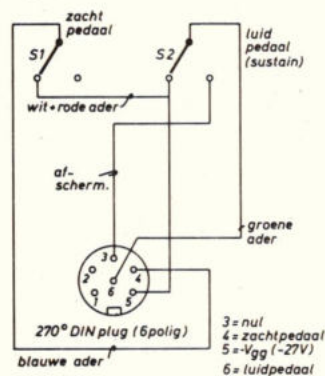 zacht
pedaal
S1
S2
luid
pedaal
(sustain)
wit+rode ader
af-
scherm.
groene
ader
3
2
4
6
1
5
270° DIN plug (6polig)
blauwe ader
3= nul
4= zachtpedaal
5=-Vgg (-27V)
6= luidpedaal